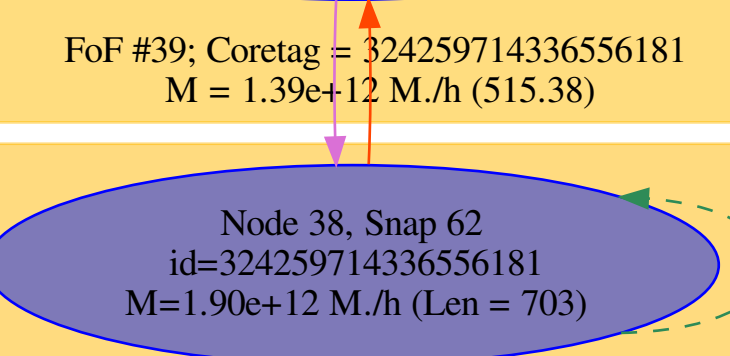 FoF #39; Coretag = 324259714336556181
M = 1.39e+12 M./h (515.38)
Node 38, Snap 62
id=324259714336556181
M=1.90e+12 M./h (Len = 703)